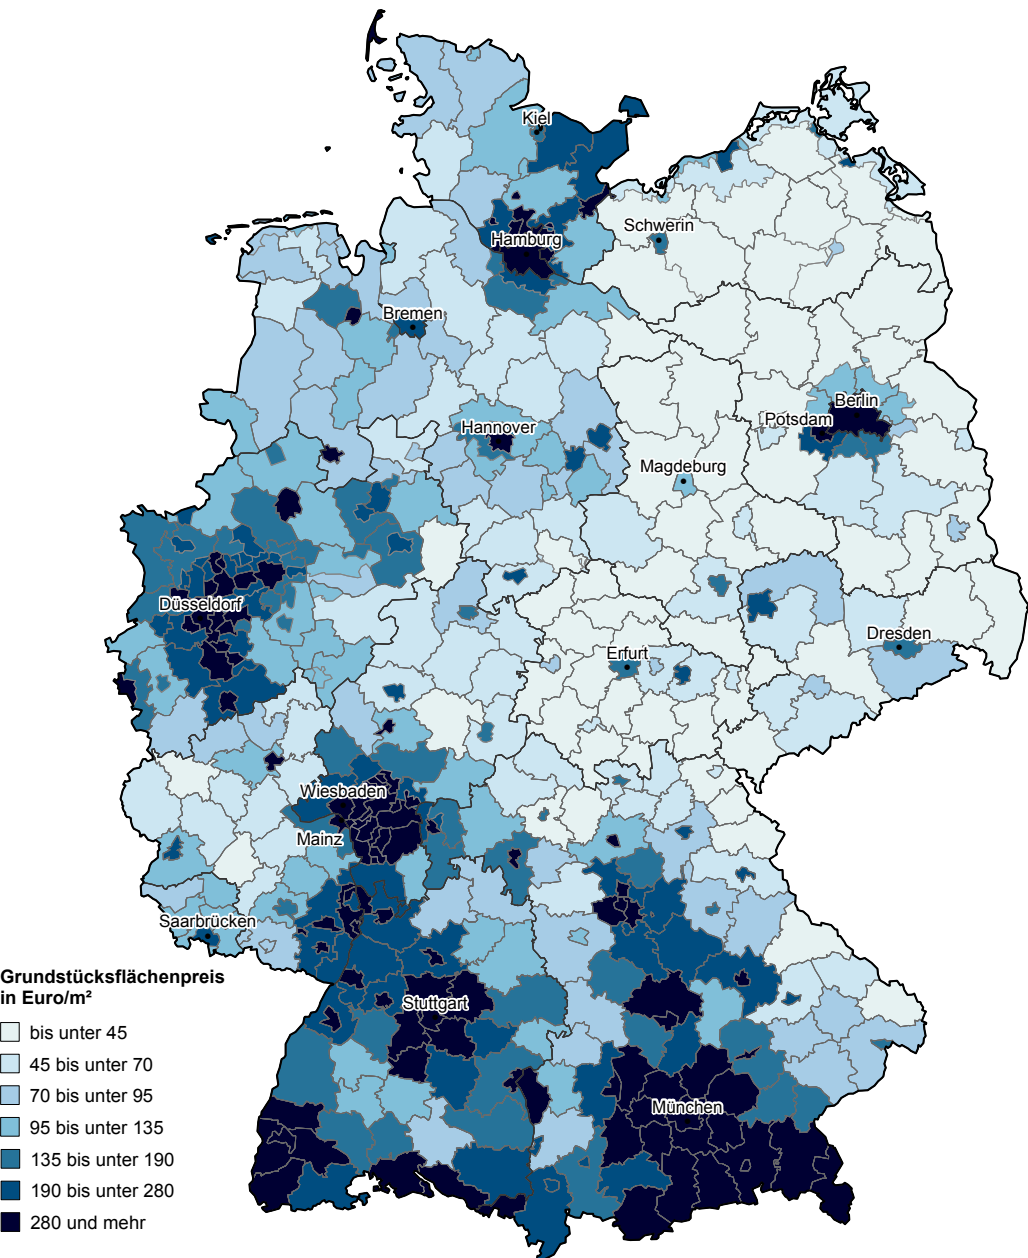 Kiel
Schwerin
Hamburg
Bremen
Berlin
Potsdam
Hannover
Magdeburg
Düsseldorf
Dresden
Erfurt
Wiesbaden
Mainz
Saarbrücken
Grundstücksflächenpreis
in Euro/m²
bis unter 45
45 bis unter 70
70 bis unter 95
95 bis unter 135
135 bis unter 190
190 bis unter 280
280 und mehr
Stuttgart
München